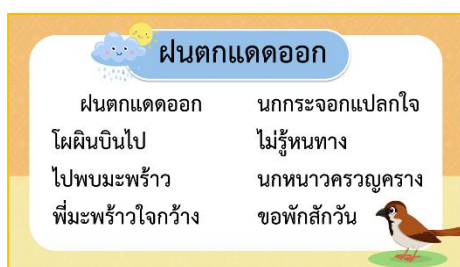 ฝนตกแดดออก
ฝนตกแดดออก นกกระจอกแปลกใจ
โผผินบินไป ไม่รู้หนทาง
ไปพบมะพร้าว นกหนาวครวญคราง
พี่มะพร้าวใจกว้าง ขอพักสักวัน